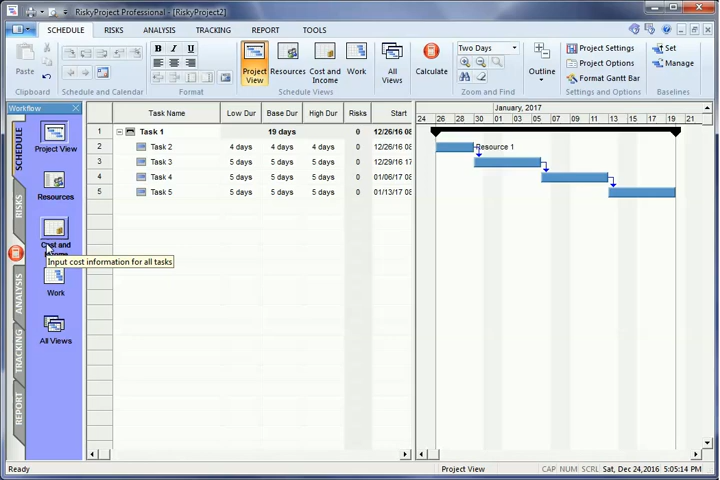 RiskyProject Professional - [RiskyProject2]
SCHEDULE RISKS ANALYSIS TRACKING REPORT TOOLS
Paste
Clipboard
Schedule and Calendar
B I U
Format
Project View
Resources
Cost and Income
Work
All Views
Schedule Views
Calculate
Two Days
Zoom and Find
Outline
Project Settings
Project Options
Format Gantt Bar
Settings and Options
Set
Manage
Baselines
Workflow
SCHEDULE
RISKS
ANALYSIS
TRACKING
REPORT
Project View
Resources
Cost and
Input cost information for all tasks
Work
All Views
Task Name Low Dur Base Dur High Dur Risks Start
1 Task 1 19 days 0 12/26/16 08
2 Task 2 4 days 4 days 4 days 0 12/26/16 08
3 Task 3 5 days 5 days 5 days 0 12/29/16 17
4 Task 4 5 days 5 days 5 days 0 01/06/17 08
5 Task 5 5 days 5 days 5 days 0 01/13/17 08
January, 2017
24 26 28 30 01 03 05 07 09 11 13 15 17 19 21
Resource 1
Ready
Project View
CAP NUM SCRL Sat, Dec 24,2016 5:05:14 PM